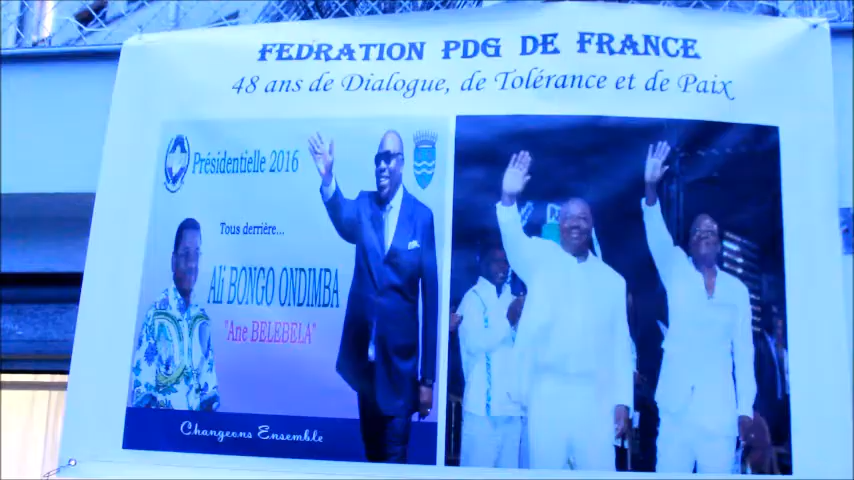 FEDRATION PDG DE FRANCE
48 ans de Dialogue, de Tolérance et de Paix
Présidentielle 2016
Tous derrière...
Ali BONGO ONDIMBA
"Ane BELEBELA"
Changeons Ensemble